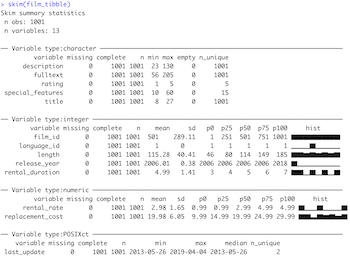 > skim(film_tibble)
Skim summary statistics
n obs: 1001
n variables: 13
── Variable type:character
variable missing complete n min max empty n_unique
description 0 1001 1001 23 130 0 1001
fulltext 0 1001 1001 56 205 0 1001
rating 0 1001 1001 1 5 0 5
special_features 0 1001 1001 10 60 0 15
title 0 1001 1001 8 27 0 1001
── Variable type:integer
variable missing complete n mean sd p0 p25 p50 p75 p100 hist
film_id 0 1001 1001 501 289.11 1 251 501 751 1001
language_id 0 1001 1001 1 0 1 1 1 1 1
length 0 1001 1001 115.28 40.41 46 80 114 149 185
release_year 0 1001 1001 2006.01 0.38 2006 2006 2006 2006 2018
rental_duration 0 1001 1001 4.99 1.41 3 4 5 6 7
── Variable type:numeric
variable missing complete n mean sd p0 p25 p50 p75 p100 hist
rental_rate 0 1001 1001 2.98 1.65 0.99 0.99 2.99 4.99 4.99
replacement_cost 0 1001 1001 19.98 6.05 9.99 14.99 19.99 24.99 29.99
── Variable type:POSIXct
variable missing complete n min max median n_unique
last_update 0 1001 1001 2013-05-26 2019-04-04 2013-05-26 2